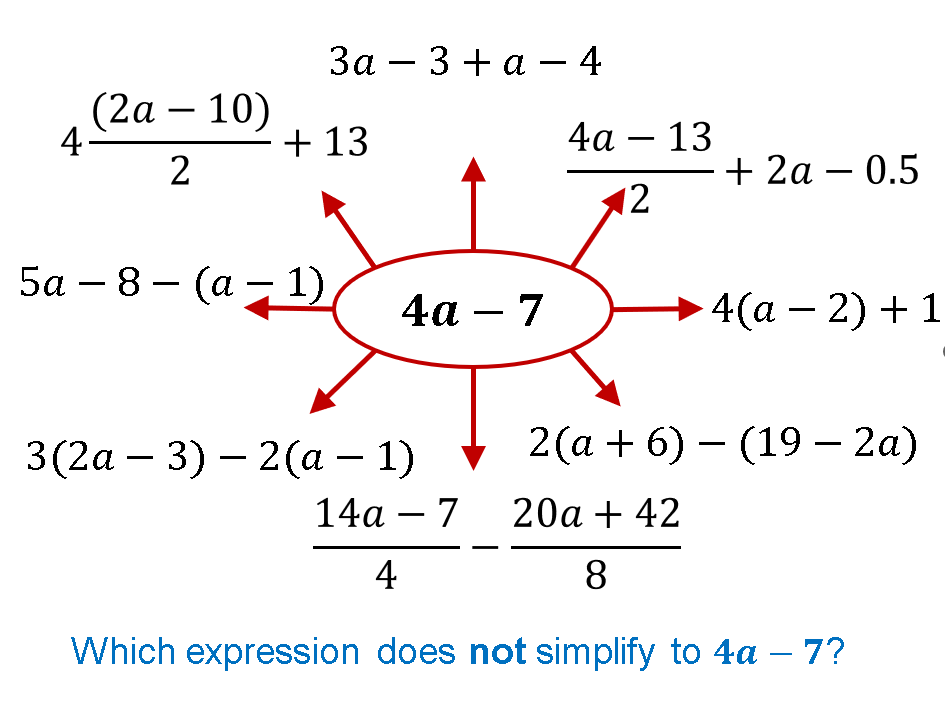 3a − 3 + a − 4
4 (2a − 10)/2 + 13
(4a − 13)/2 + 2a − 0.5
5a − 8 − (a − 1)
4a − 7
4(a − 2) + 1
3(2a − 3) − 2(a − 1)
2(a + 6) − (19 − 2a)
(14a − 7)/4 − (20a + 42)/8
Which expression does not simplify to 4a − 7?